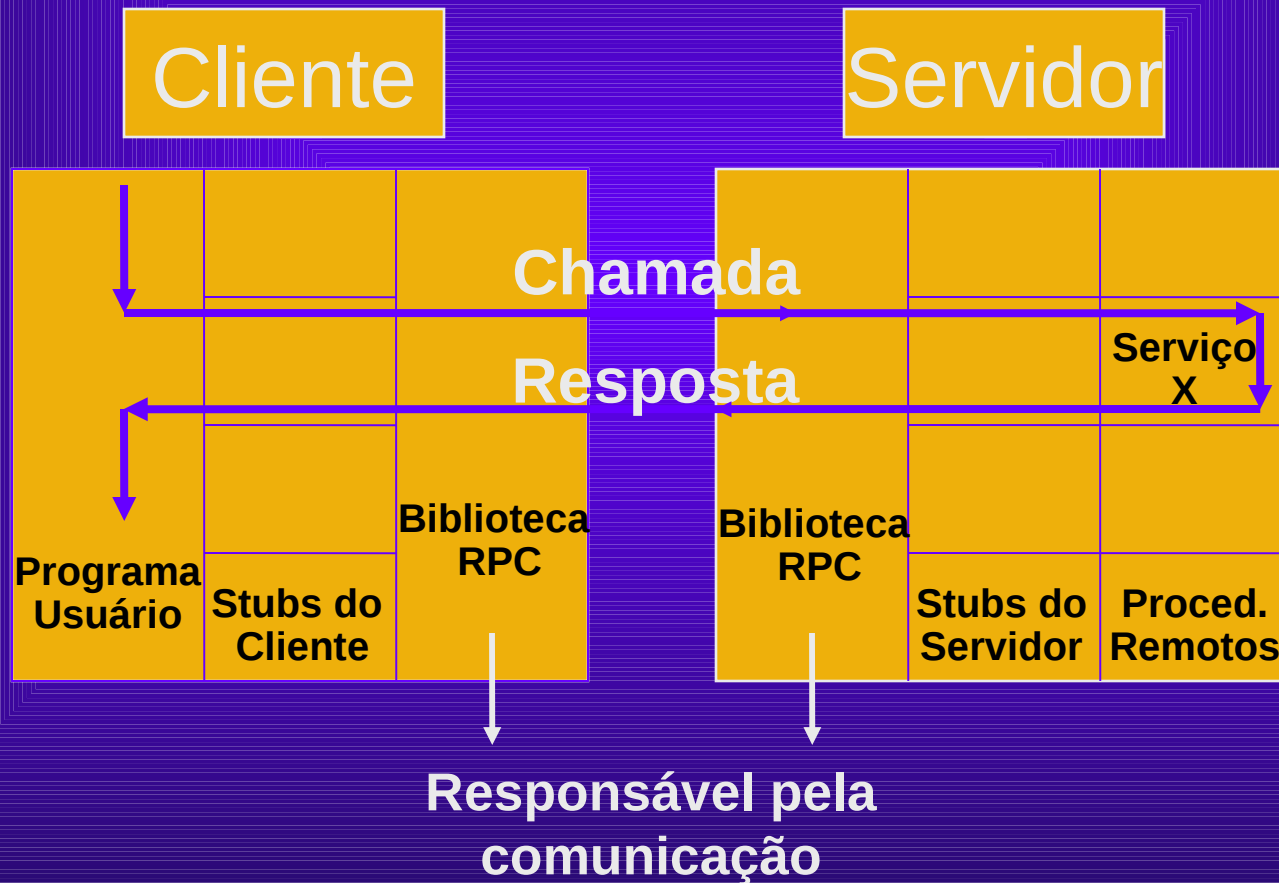 Cliente
Servidor
Chamada
Resposta
Serviço
X
Biblioteca
RPC
Biblioteca
RPC
Programa
Usuário
Stubs do
Cliente
Stubs do
Servidor
Proced.
Remotos
Responsável pela
comunicação